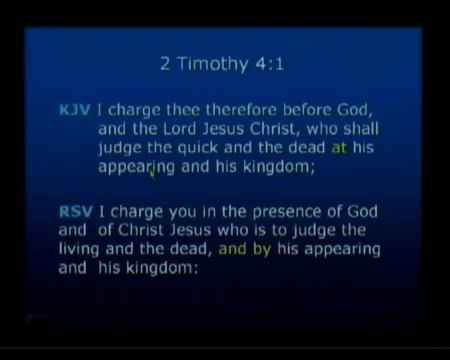 2 Timothy 4:1
KJV I charge thee therefore before God,
and the Lord Jesus Christ, who shall
judge the quick and the dead at his
appearing and his kingdom;
RSV I charge you in the presence of God
and of Christ Jesus who is to judge the
living and the dead, and by his appearing
and his kingdom: